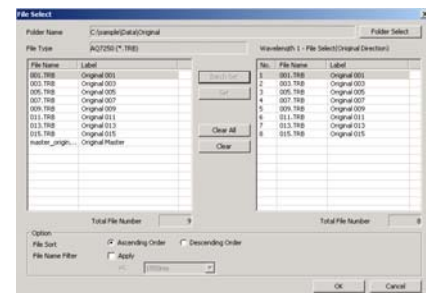 File Select
Folder Name C:\sample\Data\Original Folder Select
File Type AQ7250 (*.TRB) Wavelength 1 - File Select(Original Direction)
File Name Label No. File Name Label
001.TRB Original 001 1 001.TRB Original 001
003.TRB Original 003 2 003.TRB Original 003
005.TRB Original 005 3 005.TRB Original 005
007.TRB Original 007 4 007.TRB Original 007
009.TRB Original 009 5 009.TRB Original 009
011.TRB Original 011 6 011.TRB Original 011
013.TRB Original 013 7 013.TRB Original 013
015.TRB Original 015 8 015.TRB Original 015
master_origin... Original Master
Set
Clear All
Clear
Total File Number 9 Total File Number 8
Option
File Sort Ascending Order Descending Order
File Name Filter Apply
OK Cancel